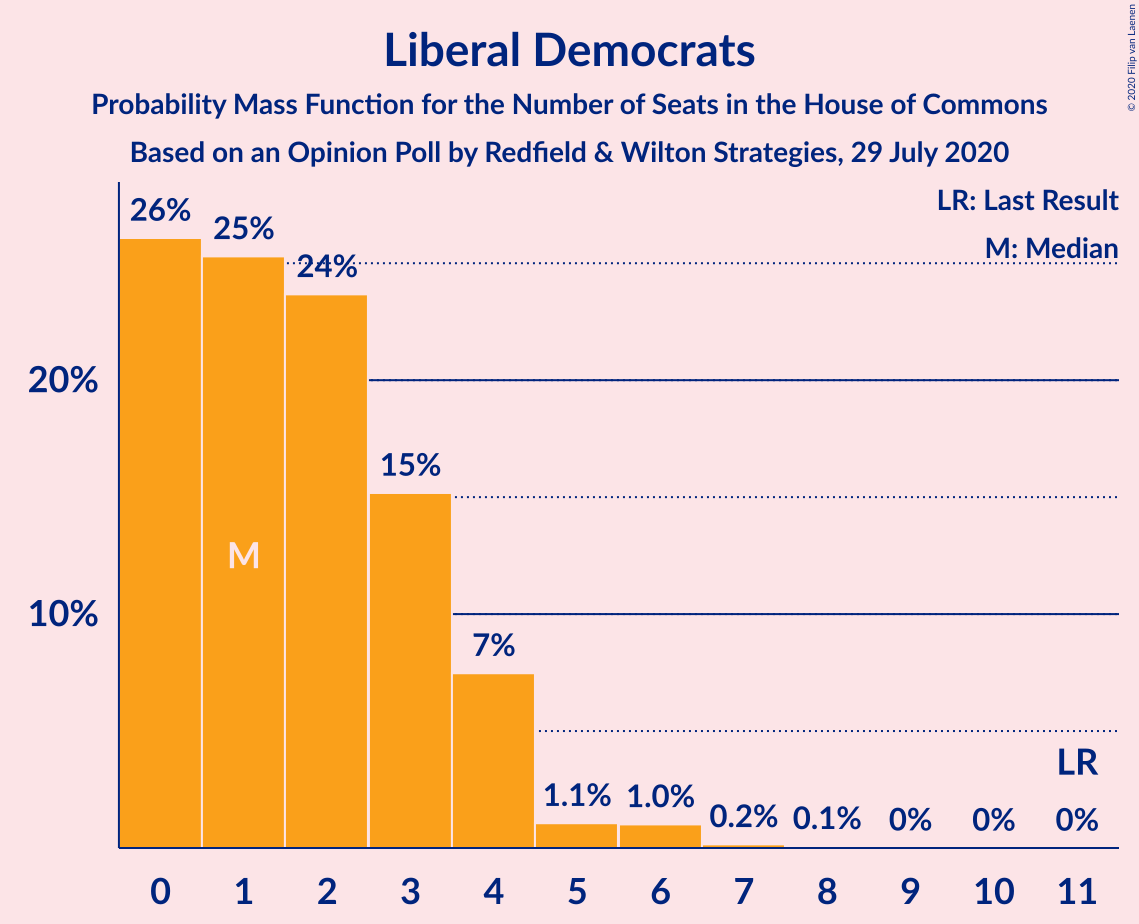 Liberal Democrats
Probability Mass Function for the Number of Seats in the House of Commons
Based on an Opinion Poll by Redfield & Wilton Strategies, 29 July 2020
© 2020 Filip van Laenen
LR: Last Result
M: Median
26%
25%
24%
20%
15%
M
10%
7%
LR
1.1%
1.0%
0.2%
0.1%
0%
0%
0%
0 1 2 3 4 5 6 7 8 9 10 11